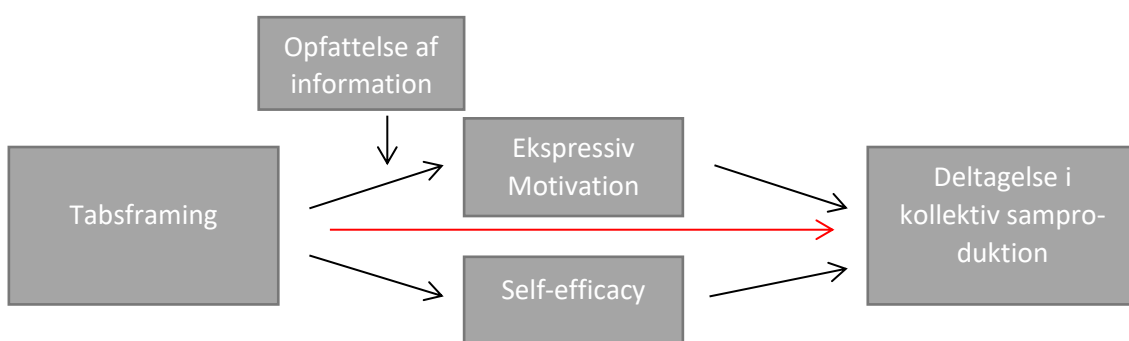 Opfattelse af
information
Tabsframing
Ekspressiv
Motivation
Self-efficacy
Deltagelse i
kollektiv sampro-
duktion